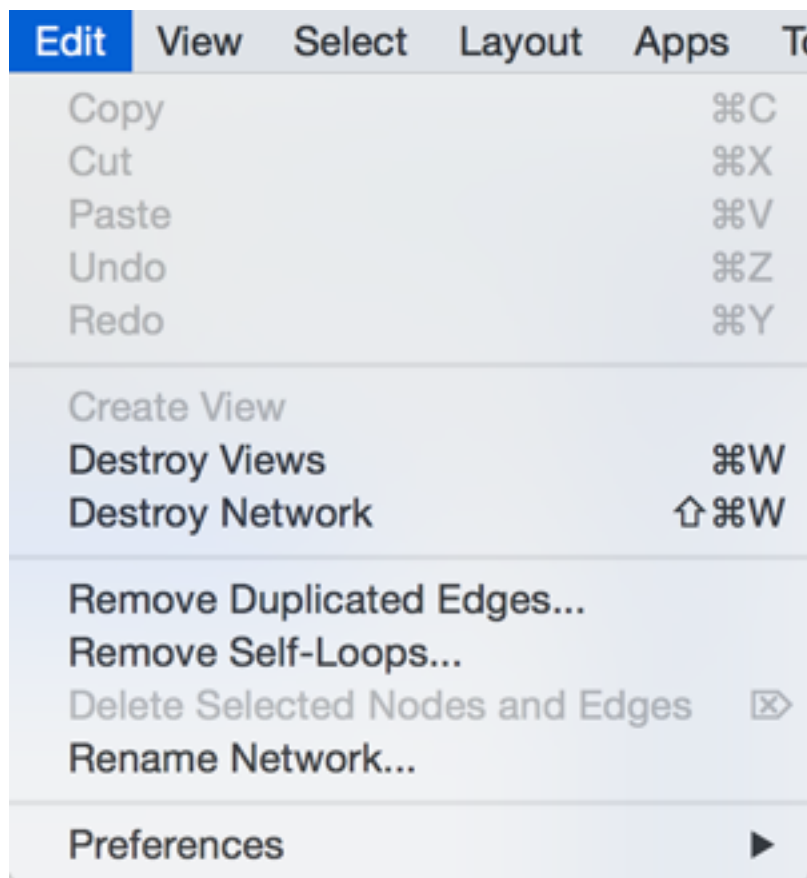 Edit View Select Layout Apps
Copy ⌘C
Cut ⌘X
Paste ⌘V
Undo ⌘Z
Redo ⌘Y
Create View
Destroy Views ⌘W
Destroy Network ⇧⌘W
Remove Duplicated Edges...
Remove Self-Loops...
Delete Selected Nodes and Edges ⌦
Rename Network...
Preferences ▶